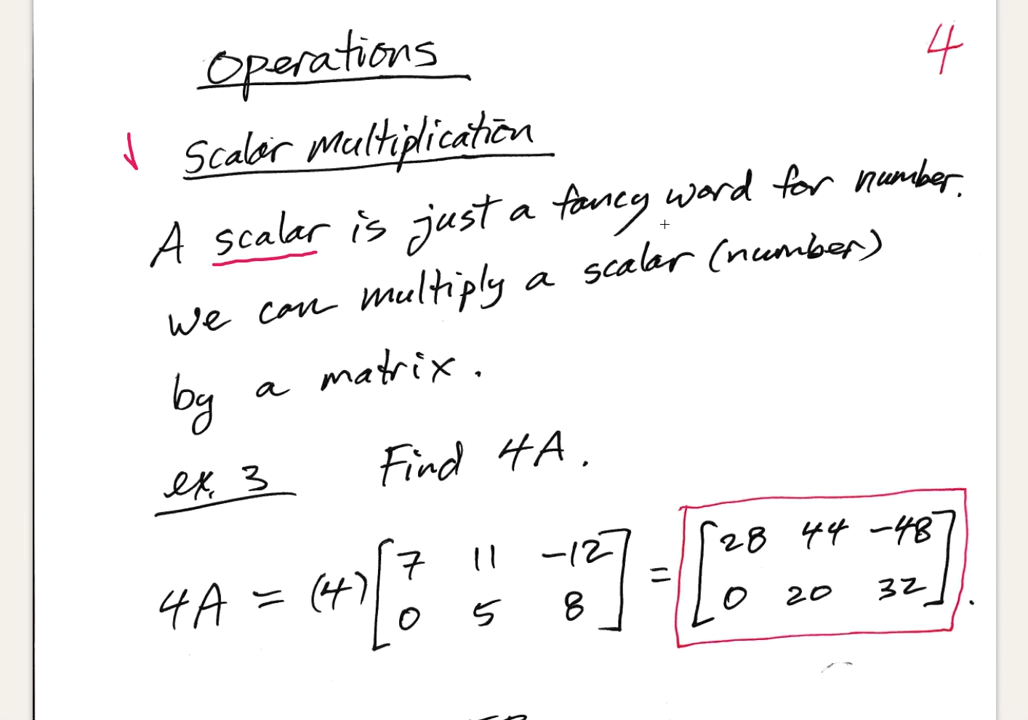 Operations
4
Scalar Multiplication
A scalar is just a fancy word for number.
we can multiply a scalar (number)
by a matrix.
ex. 3 Find 4A.
4A = (4) [7 11 -12] = [28 44 -48]
[0 5 8] [0 20 32].